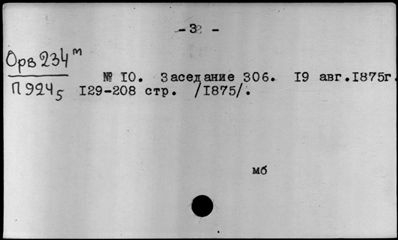 - 3 -
Орв 234 т
П 924 5
№ 10. Заседание 306. 19 авг.1875г.
129-208 стр. /1875/.
мб